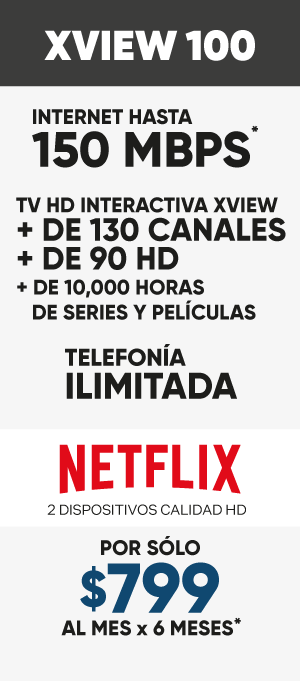 XVIEW 100
INTERNET HASTA
150 MBPS*
TV HD INTERACTIVA XVIEW
+ DE 130 CANALES
+ DE 90 HD
+ DE 10,000 HORAS
DE SERIES Y PELÍCULAS
TELEFONÍA
ILIMITADA
NETFLIX
2 DISPOSITIVOS CALIDAD HD
POR SÓLO
$799
AL MES x 6 MESES*